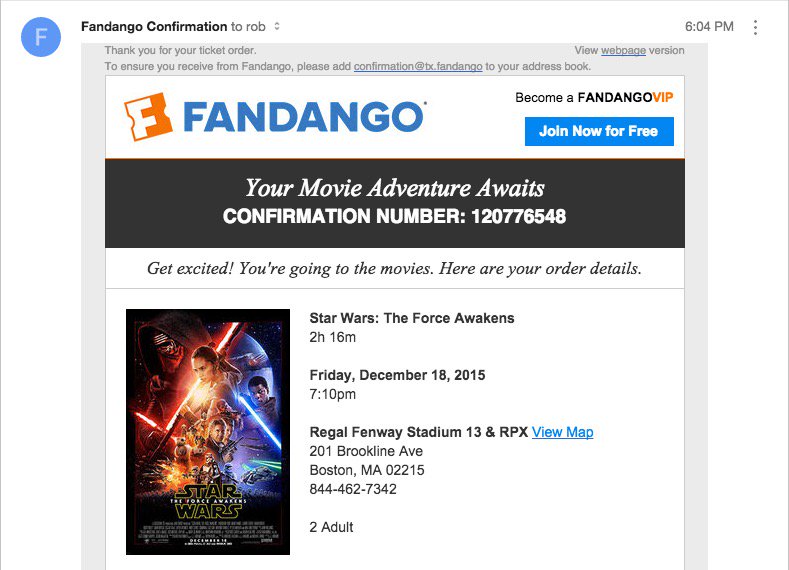 F
Fandango Confirmation to rob
6:04 PM
Thank you for your ticket order.
View webpage version
To ensure you receive from Fandango, please add confirmation@tx.fandango to your address book.
FANDANGO
Become a FANDANGOVIP
Join Now for Free
Your Movie Adventure Awaits
CONFIRMATION NUMBER: 120776548
Get excited! You're going to the movies. Here are your order details.
Star Wars: The Force Awakens
2h 16m
Friday, December 18, 2015
7:10pm
Regal Fenway Stadium 13 & RPX View Map
201 Brookline Ave
Boston, MA 02215
844-462-7342
2 Adult
STAR
THE FORCE AWAKENS
WARS
DECEMBER 18